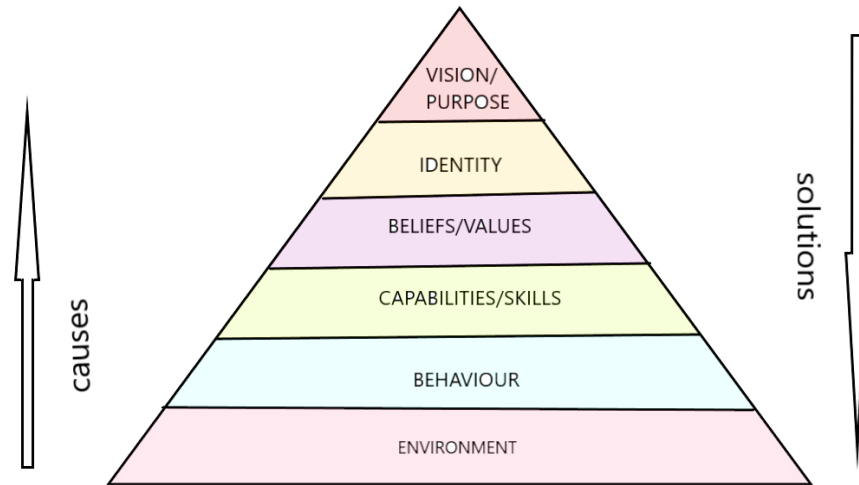 VISION/
PURPOSE
IDENTITY
BELIEFS/VALUES
CAPABILITIES/SKILLS
BEHAVIOUR
ENVIRONMENT
causes
solutions